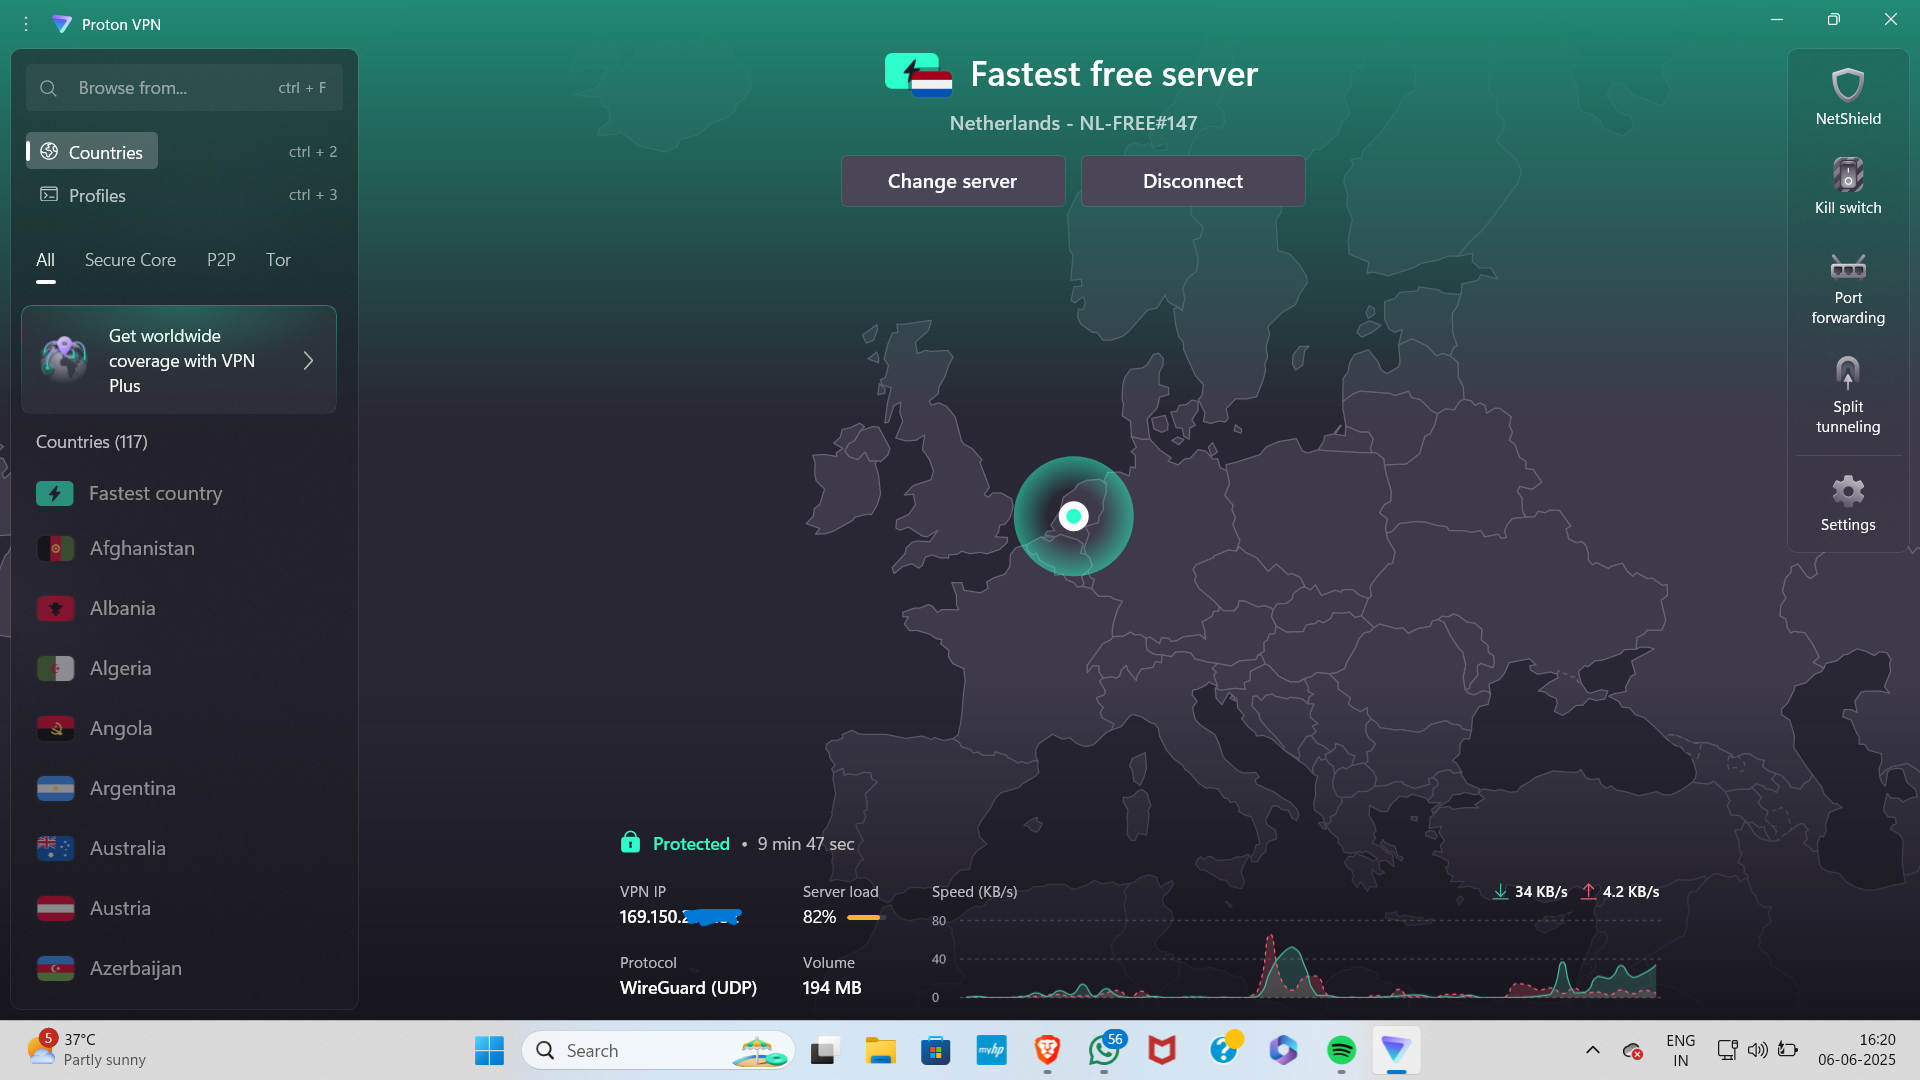 Proton VPN
Browse from...
ctrl + F
Countries
ctrl + 2
Profiles
ctrl + 3
All
Secure Core
P2P
Tor
Get worldwide
coverage with VPN
Plus
Countries (117)
Fastest country
Afghanistan
Albania
Algeria
Angola
Argentina
Australia
Austria
Azerbaijan
Fastest free server
Netherlands - NL-FREE#147
Change server
Disconnect
NetShield
Kill switch
Port
forwarding
Split
tunneling
Settings
Protected • 9 min 47 sec
VPN IP
169.150.
Server load
82%
Protocol
WireGuard (UDP)
Volume
194 MB
Speed (KB/s)
34 KB/s
4.2 KB/s
80
40
0
5
37°C
Partly sunny
Search
myhp
56
ENG
IN
16:20
06-06-2025